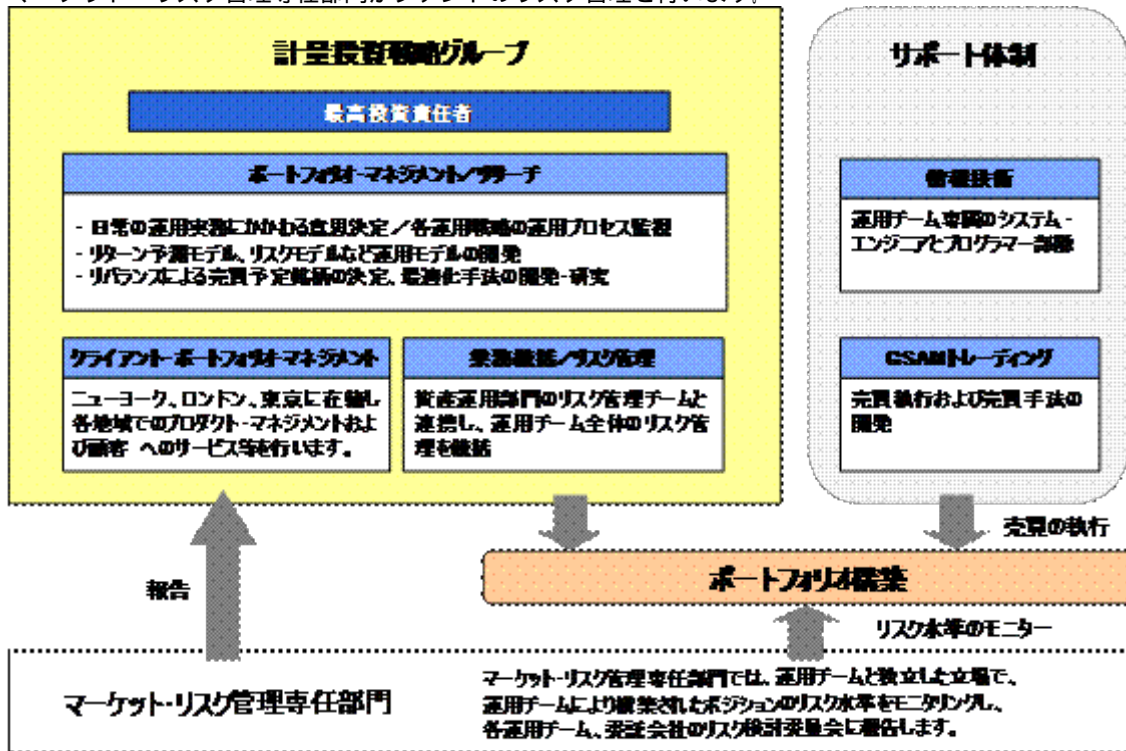 マーケット・リスク管理専任部門がファンドのリスク管理を行います。
計量投資戦略グループ
最高投資責任者
ポートフォリオ・マネジメント/リサーチ
- 日常の運用実務にかかわる意思決定/各運用戦略の運用プロセス監視
- リターン予測モデル、リスクモデルなど運用モデルの開発
- リバランスによる売買予定銘柄の決定、最適化手法の開発・研究
クライアント・ポートフォリオ・マネジメント
ニューヨーク、ロンドン、東京に在籍し
各地域でのプロダクト・マネジメントおよ
び顧客 へのサービス等を行います。
業務統括/リスク管理
資産運用部門のリスク管理チームと
連携し、運用チーム全体のリスク管
理を統括
サポート体制
情報技術
運用チーム専属のシステム・
エンジニアとプログラマー部隊
GSAMトレーディング
売買執行および売買手法の
開発
売買の執行
報告
ポートフォリオ構築
リスク水準のモニター
マーケット・リスク管理専任部門
マーケット・リスク管理専任部門では、運用チームと独立した立場で、
運用チームにより構築されたポジションのリスク水準をモニタリングし、
各運用チーム、委託会社のリスク検討委員会に報告します。